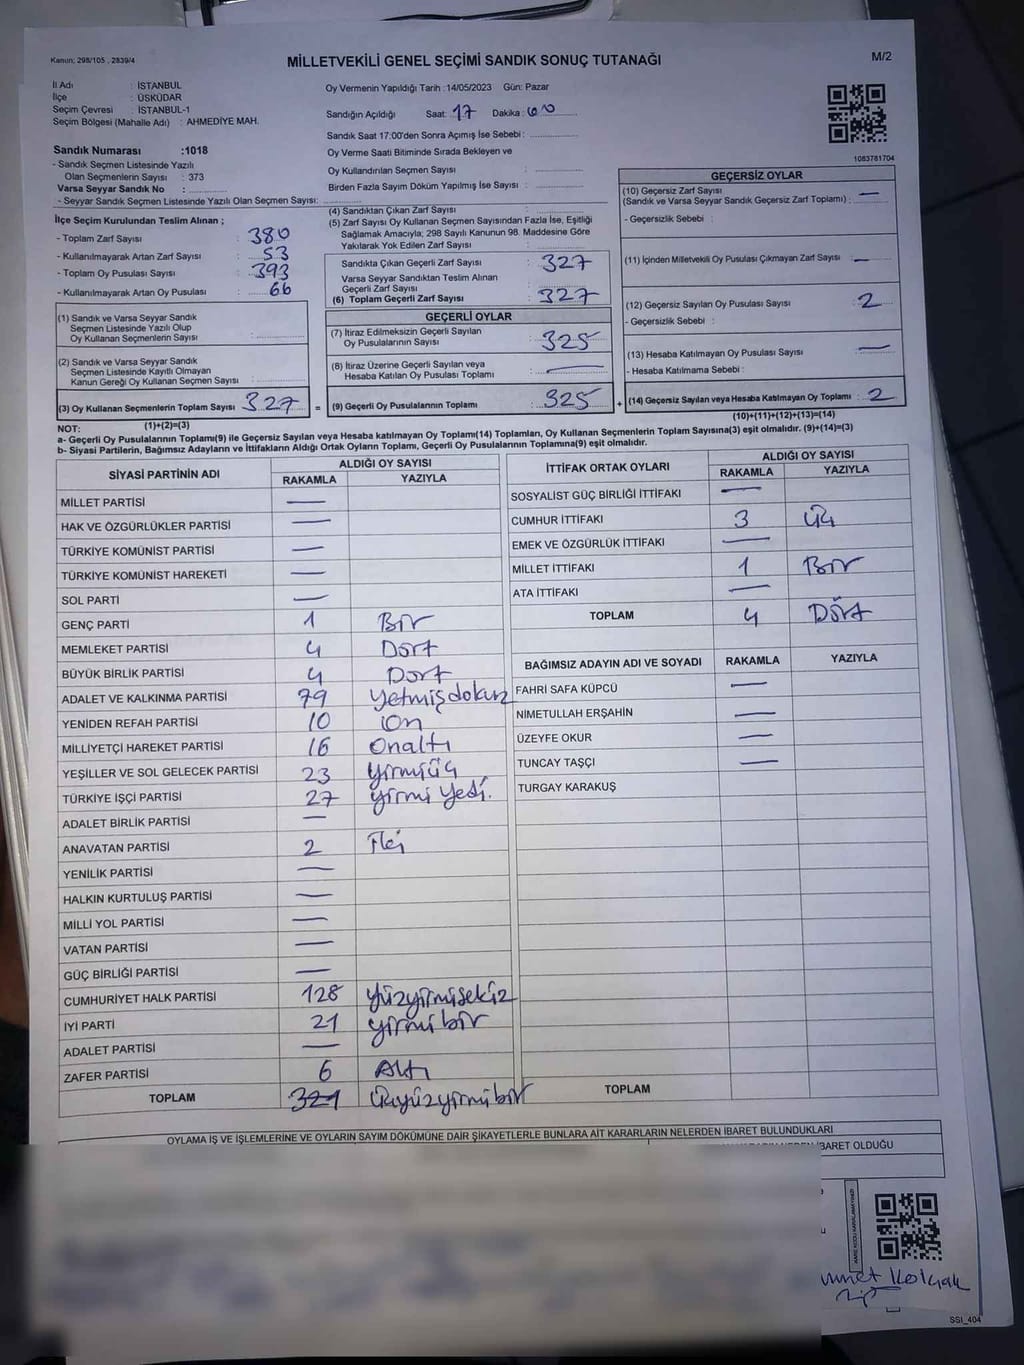 Kanun; 298/105 , 2839/4
MİLLETVEKİLİ GENEL SEÇİMİ SANDIK SONUÇ TUTANAĞI
M/2
İl Adı : İSTANBUL
İlçe : ÜSKÜDAR
Seçim Çevresi : İSTANBUL-1
Seçim Bölgesi (Mahalle Adı) : AHMEDİYE MAH.
Sandık Numarası :1018
- Sandık Seçmen Listesinde Yazılı
Olan Seçmenlerin Sayısı : 373
Varsa Seyyar Sandık No :
- Seyyar Sandık Seçmen Listesinde Yazılı Olan Seçmen Sayısı:
Oy Vermenin Yapıldığı Tarih :14/05/2023 Gün: Pazar
Sandığın Açıldığı Saat: 17 Dakika:
Sandık Saat 17:00'den Sonra Açımış İse Sebebi :
Oy Verme Saati Bitiminde Sırada Bekleyen ve
Oy Kullandırılan Seçmen Sayısı :
Birden Fazla Sayım Döküm Yapılmış İse Sayısı :
1083781704
İlçe Seçim Kurulundan Teslim Alınan ;
- Toplam Zarf Sayısı : 380
- Kullanılmayarak Artan Zarf Sayısı : 53
- Toplam Oy Pusulası Sayısı : 393
- Kullanılmayarak Artan Oy Pusulası : 66
(1) Sandık ve Varsa Seyyar Sandık
Seçmen Listesinde Yazılı Olup
Oy Kullanan Seçmenlerin Sayısı :
(2) Sandık ve Varsa Seyyar Sandık
Seçmen Listesinde Kayıtlı Olmayan
Kanun Gereği Oy Kullanan Seçmen Sayısı :
(3) Oy Kullanan Seçmenlerin Toplam Sayısı : 327
(1)+(2)=(3)
(4) Sandıktan Çıkan Zarf Sayısı :
(5) Zarf Sayısı Oy Kullanan Seçmen Sayısından Fazla İse, Eşitliği
Sağlamak Amacıyla; 298 Sayılı Kanunun 98. Maddesine Göre
Yakılarak Yok Edilen Zarf Sayısı :
Sandıkta Çıkan Geçerli Zarf Sayısı : 327
Varsa Seyyar Sandıktan Teslim Alınan
Geçerli Zarf Sayısı :
(6) Toplam Geçerli Zarf Sayısı : 327
GEÇERLİ OYLAR
(7) İtiraz Edilmeksizin Geçerli Sayılan
Oy Pusulalarının Sayısı : 325
(8) İtiraz Üzerine Geçerli Sayılan veya
Hesaba Katılan Oy Pusulası Toplamı : —
= (9) Geçerli Oy Pusulalarının Toplamı : 325
GEÇERSİZ OYLAR
(10) Geçersiz Zarf Sayısı
(Sandık ve Varsa Seyyar Sandık Geçersiz Zarf Toplamı) : —
- Geçersizlik Sebebi :
(11) İçinden Milletvekili Oy Pusulası Çıkmayan Zarf Sayısı : —
(12) Geçersiz Sayılan Oy Pusulası Sayısı : 2
- Geçersizlik Sebebi :
(13) Hesaba Katılmayan Oy Pusulası Sayısı : —
- Hesaba Katılmama Sebebi :
+ (14) Geçersiz Sayılan veya Hesaba Katılmayan Oy Toplamı : 2
(10)+(11)+(12)+(13)=(14)
NOT:
a- Geçerli Oy Pusulalarının Toplamı(9) ile Geçersiz Sayılan veya Hesaba katılmayan Oy Toplamı(14) Toplamları, Oy Kullanan Seçmenlerin Toplam Sayısına(3) eşit olmalıdır. (9)+(14)=(3)
b- Siyasi Partilerin, Bağımsız Adayların ve İttifakların Aldığı Ortak Oyların Toplamı, Geçerli Oy Pusulalarının Toplamına(9) eşit olmalıdır.
SİYASİ PARTİNİN ADI
ALDIĞI OY SAYISI
RAKAMLA YAZIYLA
MİLLET PARTİSİ —
HAK VE ÖZGÜRLÜKLER PARTİSİ —
TÜRKİYE KOMÜNİST PARTİSİ —
TÜRKİYE KOMÜNİST HAREKETİ —
SOL PARTİ —
GENÇ PARTİ 1 Bir
MEMLEKET PARTİSİ 4 Dört
BÜYÜK BİRLİK PARTİSİ 4 Dort
ADALET VE KALKINMA PARTİSİ 79 Yetmişdokuz
YENİDEN REFAH PARTİSİ 10 On
MİLLİYETÇİ HAREKET PARTİSİ 16 Onaltı
YEŞİLLER VE SOL GELECEK PARTİSİ 23 Yirmiüç
TÜRKİYE İŞÇİ PARTİSİ 27 Yirmi Yedi.
ADALET BİRLİK PARTİSİ —
ANAVATAN PARTİSİ 2 İki
YENİLİK PARTİSİ —
HALKIN KURTULUŞ PARTİSİ —
MİLLİ YOL PARTİSİ —
VATAN PARTİSİ —
GÜÇ BİRLİĞİ PARTİSİ —
CUMHURİYET HALK PARTİSİ 128 Yüzyirmisekiz
İYİ PARTİ 21 Yirmibir
ADALET PARTİSİ —
ZAFER PARTİSİ 6 Altı
TOPLAM 321 Üçyüzyirmibir
İTTİFAK ORTAK OYLARI
ALDIĞI OY SAYISI
RAKAMLA YAZIYLA
SOSYALİST GÜÇ BİRLİĞİ İTTİFAKI —
CUMHUR İTTİFAKI 3 Üç
EMEK VE ÖZGÜRLÜK İTTİFAKI —
MİLLET İTTİFAKI 1 Bir
ATA İTTİFAKI —
TOPLAM 4 Dört
BAĞIMSIZ ADAYIN ADI VE SOYADI RAKAMLA YAZIYLA
FAHRİ SAFA KÜPCÜ —
NİMETULLAH ERŞAHİN —
ÜZEYFE OKUR —
TUNCAY TAŞÇI —
TURGAY KARAKUŞ
TOPLAM
OYLAMA İŞ VE İŞLEMLERİNE VE OYLARIN SAYIM DÖKÜMÜNE DAİR ŞİKAYETLERLE BUNLARA AİT KARARLARIN NELERDEN İBARET BULUNDUKLARI
İBARET OLDUĞU
SSİ_404